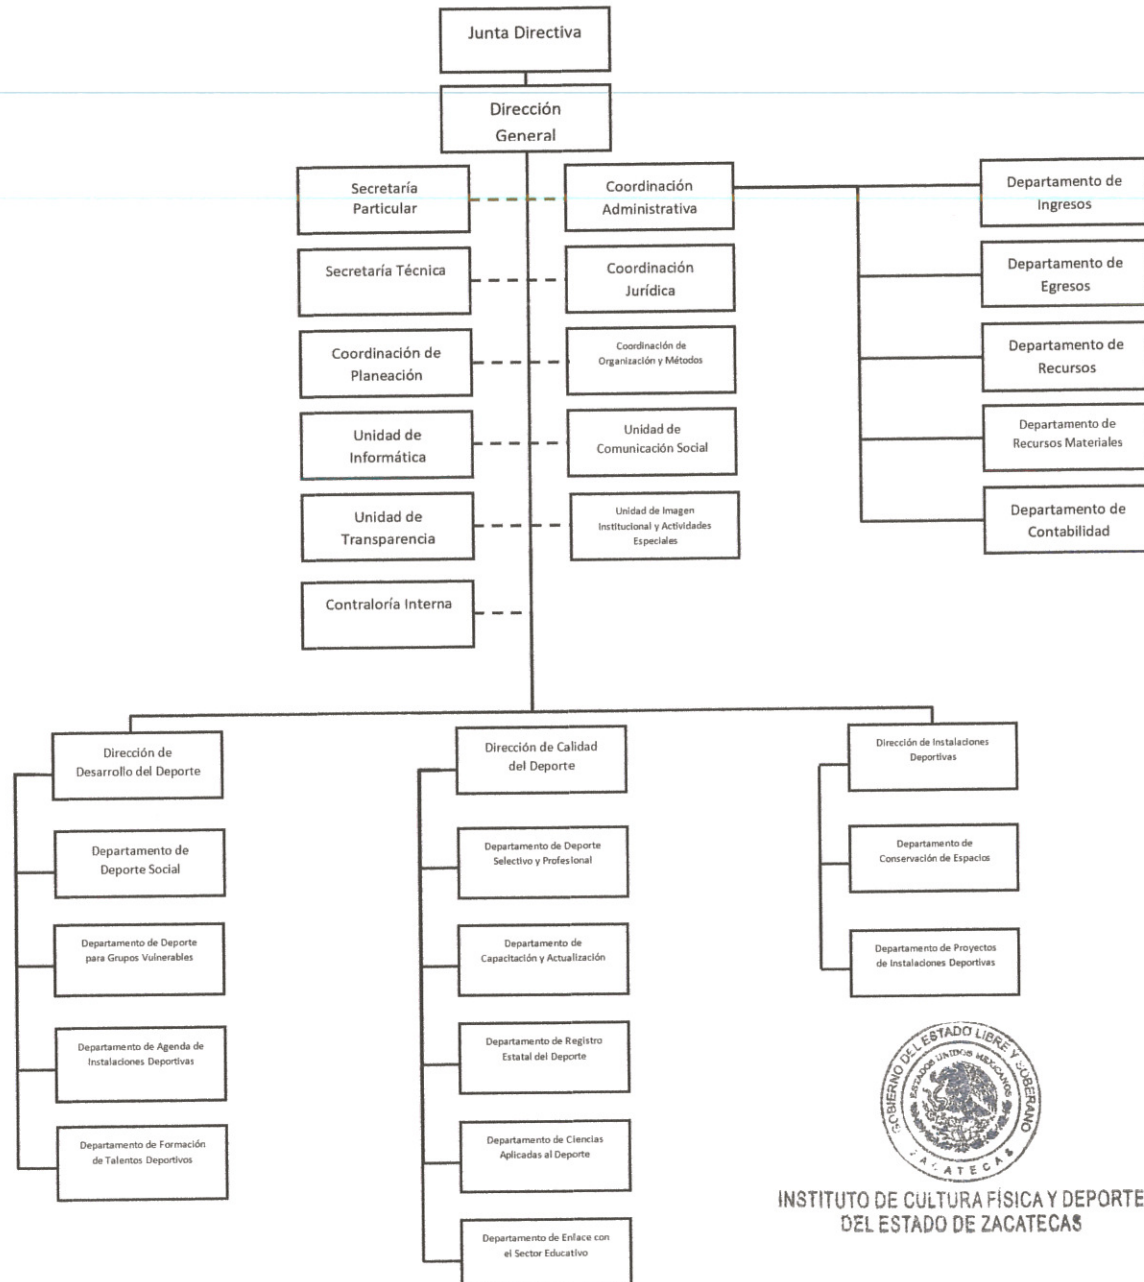 Junta Directiva
Dirección
General
Secretaría
Particular
Coordinación
Administrativa
Departamento de
Ingresos
Secretaría Técnica
Coordinación
Jurídica
Departamento de
Egresos
Coordinación de
Planeación
Coordinación de
Organización y Métodos
Departamento de
Recursos
Unidad de
Informática
Unidad de
Comunicación Social
Departamento de
Recursos Materiales
Unidad de
Transparencia
Unidad de Imagen
Institucional y Actividades
Especiales
Departamento de
Contabilidad
Contraloría Interna
Dirección de
Desarrollo del Deporte
Departamento de
Deporte Social
Departamento de Deporte
para Grupos Vulnerables
Departamento de Agenda de
Instalaciones Deportivas
Departamento de Formación
de Talentos Deportivos
Dirección de Calidad
del Deporte
Departamento de Deporte
Selectivo y Profesional
Departamento de
Capacitación y Actualización
Departamento de Registro
Estatal del Deporte
Departamento de Ciencias
Aplicadas al Deporte
Departamento de Enlace con
el Sector Educativo
Dirección de Instalaciones
Deportivas
Departamento de
Conservación de Espacios
Departamento de Proyectos
de Instalaciones Deportivas
GOBIERNO DEL ESTADO LIBRE Y SOBERANO
ESTADOS UNIDOS MEXICANOS
ZACATECAS
INSTITUTO DE CULTURA FÍSICA Y DEPORTE
DEL ESTADO DE ZACATECAS